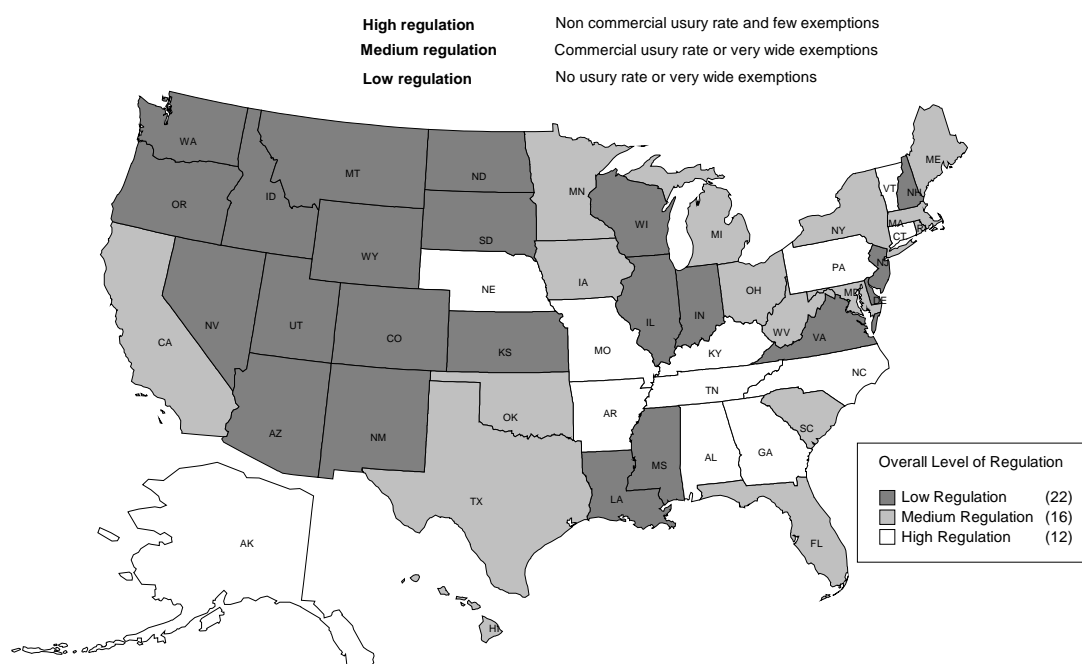 High regulation Non commercial usury rate and few exemptions
Medium regulation Commercial usury rate or very wide exemptions
Low regulation No usury rate or very wide exemptions
WA
MT
ND
MN
ME
VT
NH
OR
ID
SD
WI
MI
NY
MA
RI
CT
WY
NE
IA
PA
NJ
OH
MD
DE
NV
UT
CO
KS
IL
IN
WV
VA
CA
MO
KY
NC
TN
AZ
NM
OK
AR
SC
MS
AL
GA
TX
LA
FL
AK
HI
Overall Level of Regulation
Low Regulation (22)
Medium Regulation (16)
High Regulation (12)